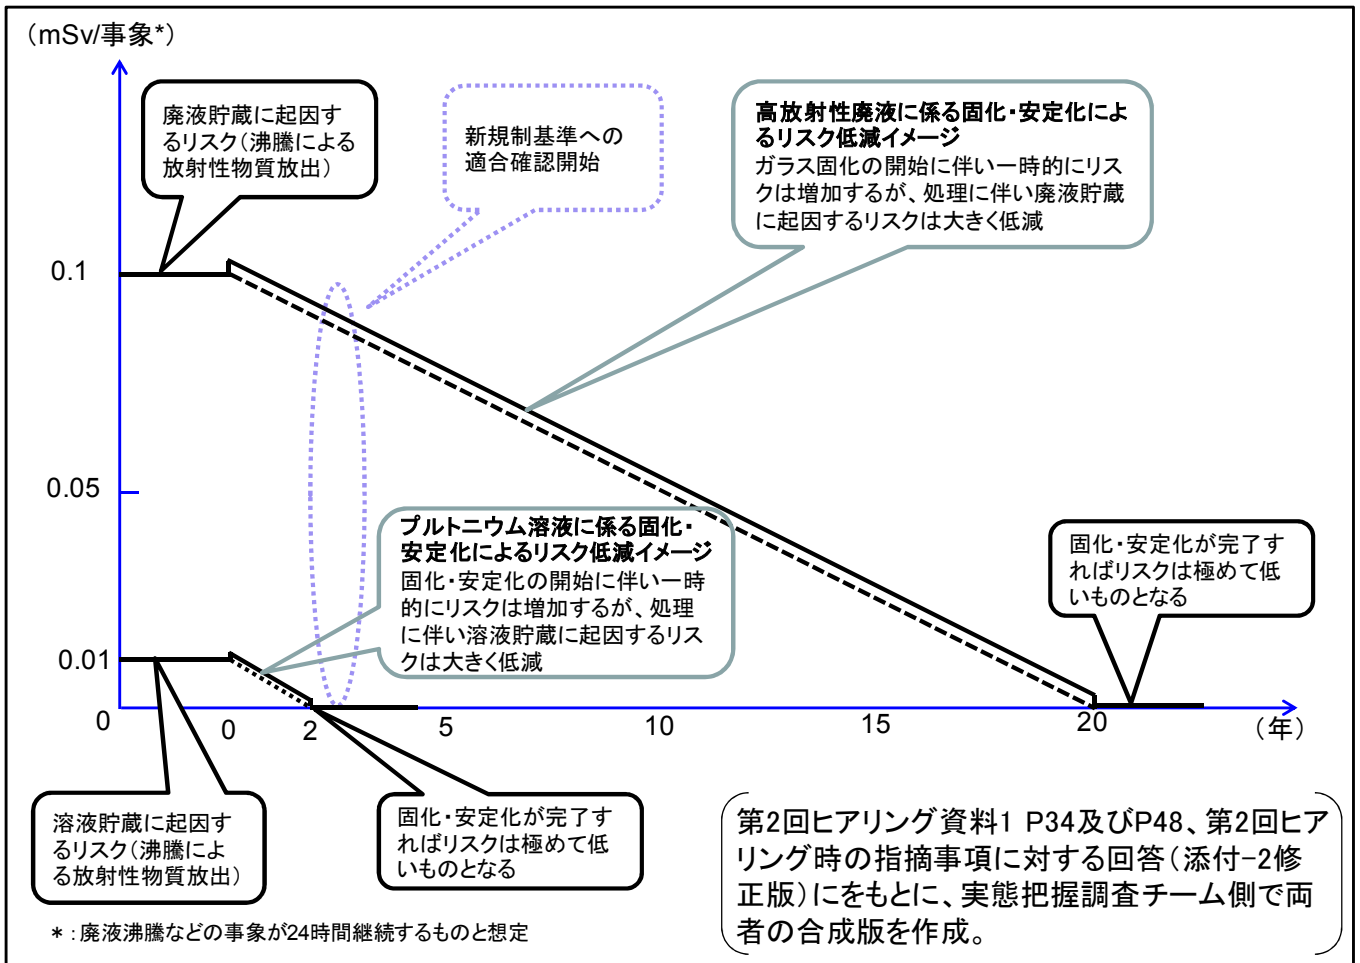 (mSv/事象*)
廃液貯蔵に起因す
るリスク(沸騰による
放射性物質放出)
新規制基準への
適合確認開始
高放射性廃液に係る固化・安定化によ
るリスク低減イメージ
ガラス固化の開始に伴い一時的にリス
クは増加するが、処理に伴い廃液貯蔵
に起因するリスクは大きく低減
0.1
0.05
プルトニウム溶液に係る固化・
安定化によるリスク低減イメージ
固化・安定化の開始に伴い一時
的にリスクは増加するが、処理
に伴い溶液貯蔵に起因するリス
クは大きく低減
固化・安定化が完了す
ればリスクは極めて低
いものとなる
0.01
0
0
2
5
10
15
20
(年)
溶液貯蔵に起因す
るリスク(沸騰によ
る放射性物質放出)
固化・安定化が完了す
ればリスクは極めて低
いものとなる
第2回ヒアリング資料1 P34及びP48、第2回ヒア
リング時の指摘事項に対する回答(添付-2修
正版)にをもとに、実態把握調査チーム側で両
者の合成版を作成。
*:廃液沸騰などの事象が24時間継続するものと想定